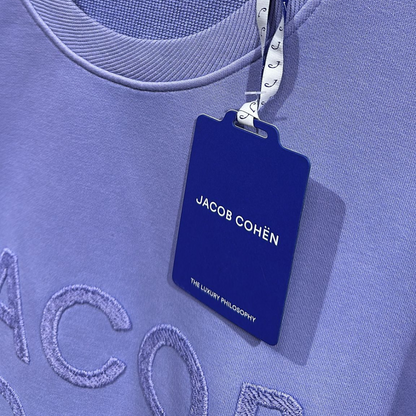 JACOB COHËN
THE LUXURY PHILOSOPHY
ACOB